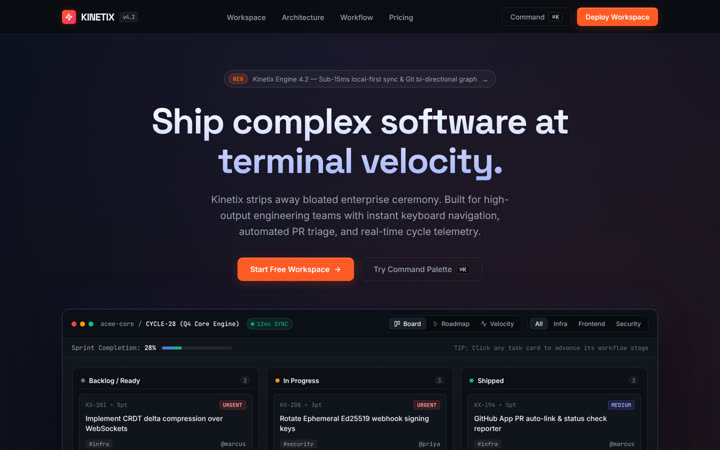 KINETIX v4.2
Workspace Architecture Workflow Pricing
Command ⌘K Deploy Workspace
NEW Kinetix Engine 4.2 — Sub-15ms local-first sync & Git bi-directional graph →
Ship complex software at
terminal velocity.
Kinetix strips away bloated enterprise ceremony. Built for high-
output engineering teams with instant keyboard navigation,
automated PR triage, and real-time cycle telemetry.
Start Free Workspace → Try Command Palette ⌘K
acme-core / CYCLE-28 (Q4 Core Engine) 12ms SYNC
Board Roadmap Velocity All Infra Frontend Security
Sprint Completion: 28% TIP: Click any task card to advance its workflow stage
Backlog / Ready 2
KX-201 • 5pt URGENT
Implement CRDT delta compression over
WebSockets
#infra @marcus
In Progress 3
KX-208 • 3pt URGENT
Rotate Ephemeral Ed25519 webhook signing
keys
#security @priya
Shipped 2
KX-194 • 5pt MEDIUM
GitHub App PR auto-link & status check
reporter
#infra @marcus